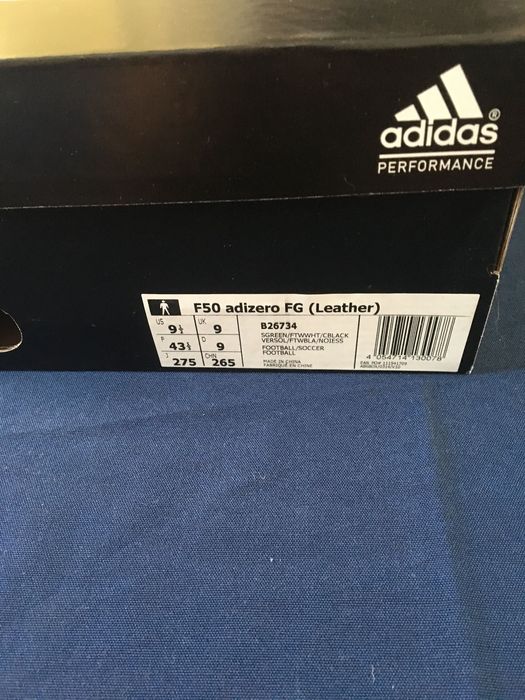 adidas®
PERFORMANCE
F50 adizero FG (Leather)
US 9½ UK 9
F 43⅓ D 9
J 275 CHN 265
B26734
SGREEN/FTWWHT/CBLACK
VERSOL/FTWBLA/NOIESS
FOOTBALL/SOCCER
FOOTBALL
MADE IN CHINA
FABRIQUÉ EN CHINE
4 054714 130078